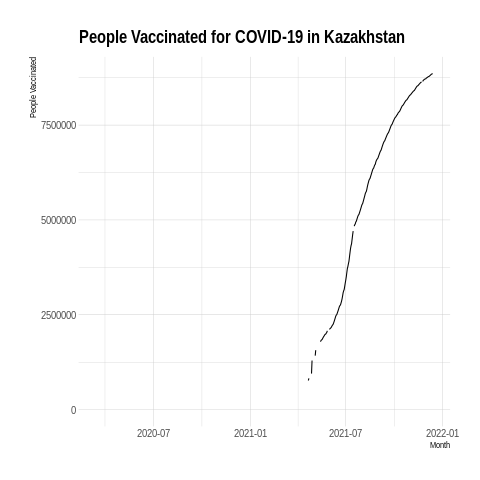 People Vaccinated for COVID-19 in Kazakhstan
People Vaccinated
7500000
5000000
2500000
0
2020-07 2021-01 2021-07 2022-01
Month